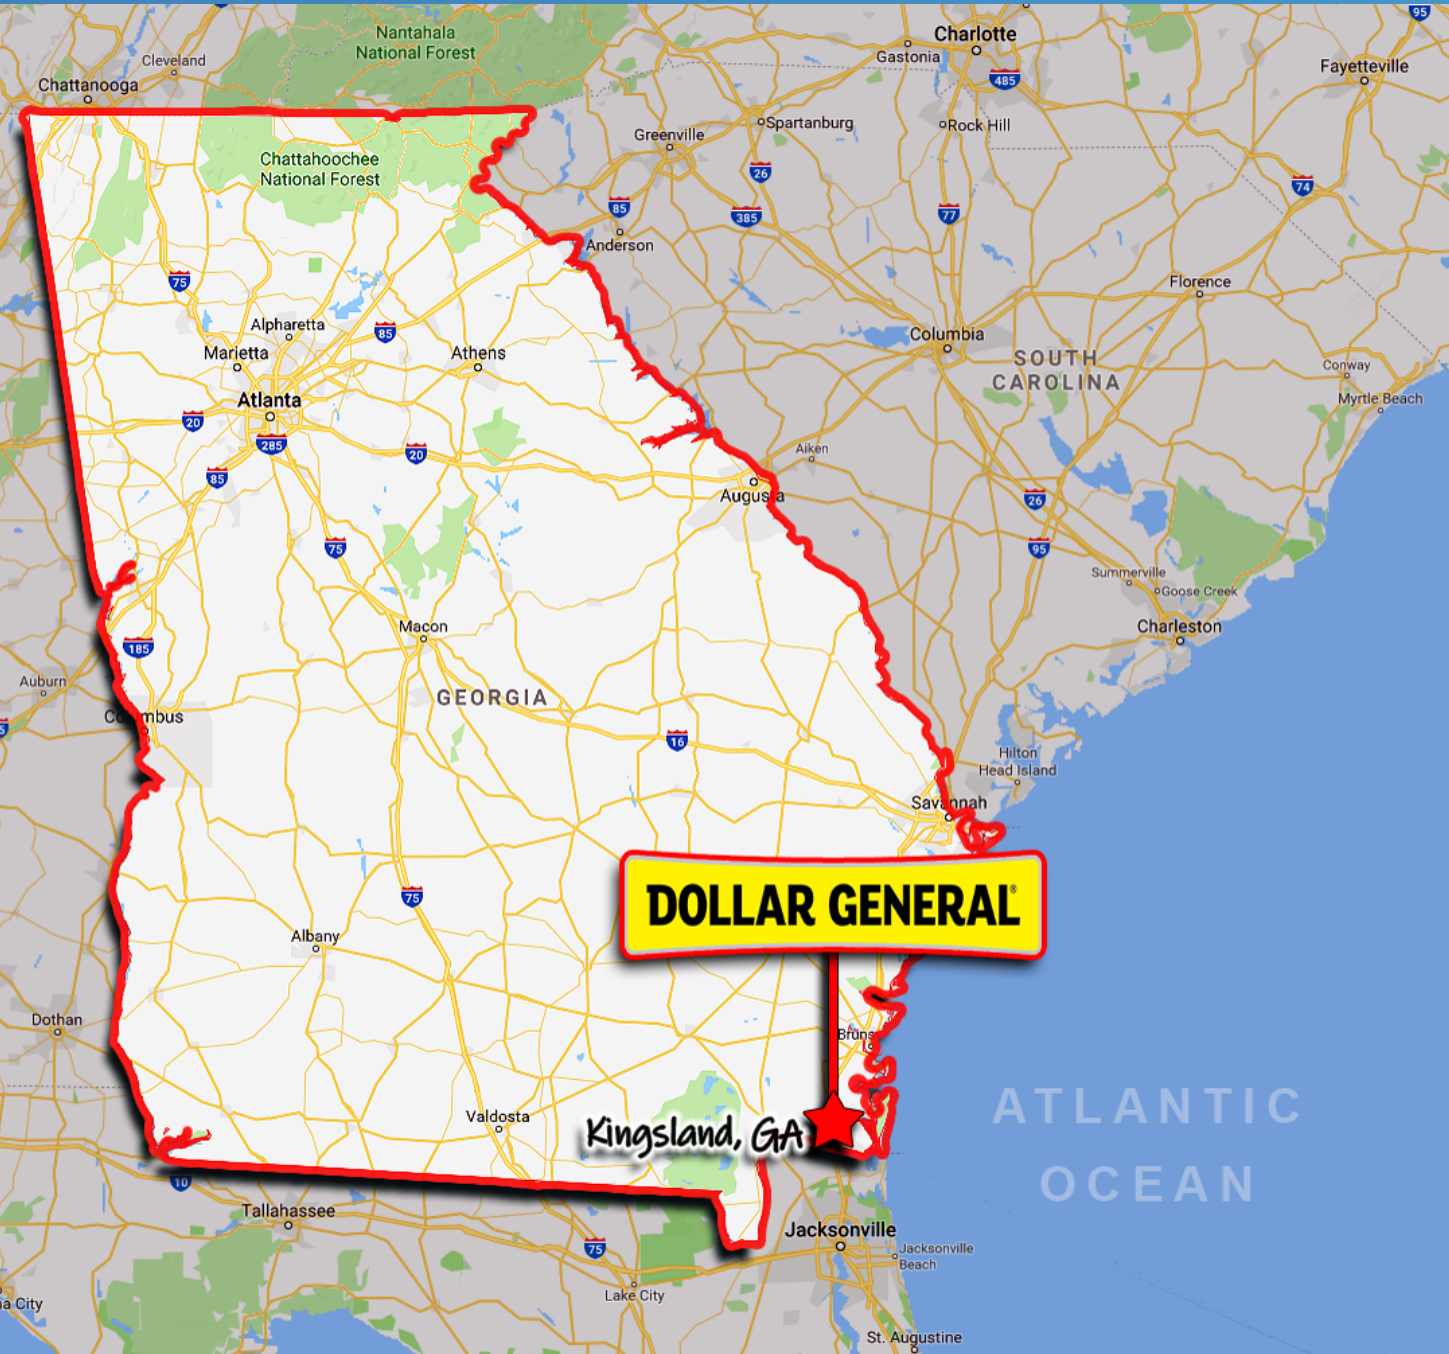 Nantahala
National Forest
Charlotte
95
Cleveland
Gastonia
Fayetteville
Chattanooga
485
Greenville
Spartanburg
Rock Hill
Chattahoochee
National Forest
26
74
85
385
77
Anderson
75
Florence
Alpharetta
85
Columbia
Marietta
Athens
SOUTH
CAROLINA
Conway
Atlanta
Myrtle Beach
20
285
20
Aiken
85
Augusta
26
75
95
Summerville
Goose Creek
Macon
Charleston
185
Auburn
GEORGIA
Columbus
16
Hilton
Head Island
Savannah
DOLLAR GENERAL®
75
Albany
Dothan
Bruns
ATLANTIC
OCEAN
Valdosta
Kingsland, GA
10
Tallahassee
Jacksonville
75
Jacksonville
Beach
Lake City
a City
St. Augustine